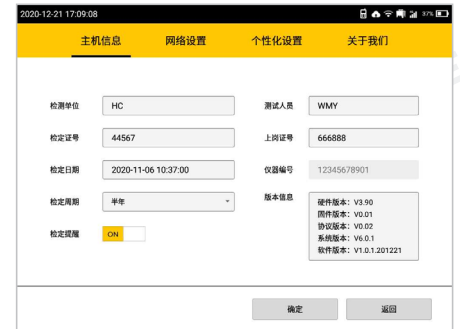 2020-12-21 17:09:08 37%
主机信息 网络设置 个性化设置 关于我们
检测单位 HC 测试人员 WMY
检定证号 44567 上岗证号 666888
检定日期 2020-11-06 10:37:00 仪器编号 12345678901
检定周期 半年 版本信息
硬件版本：V3.90
固件版本：V0.01
协议版本：V0.02
系统版本：V6.0.1
软件版本：V1.0.1.201221
检定提醒 ON
确定 返回